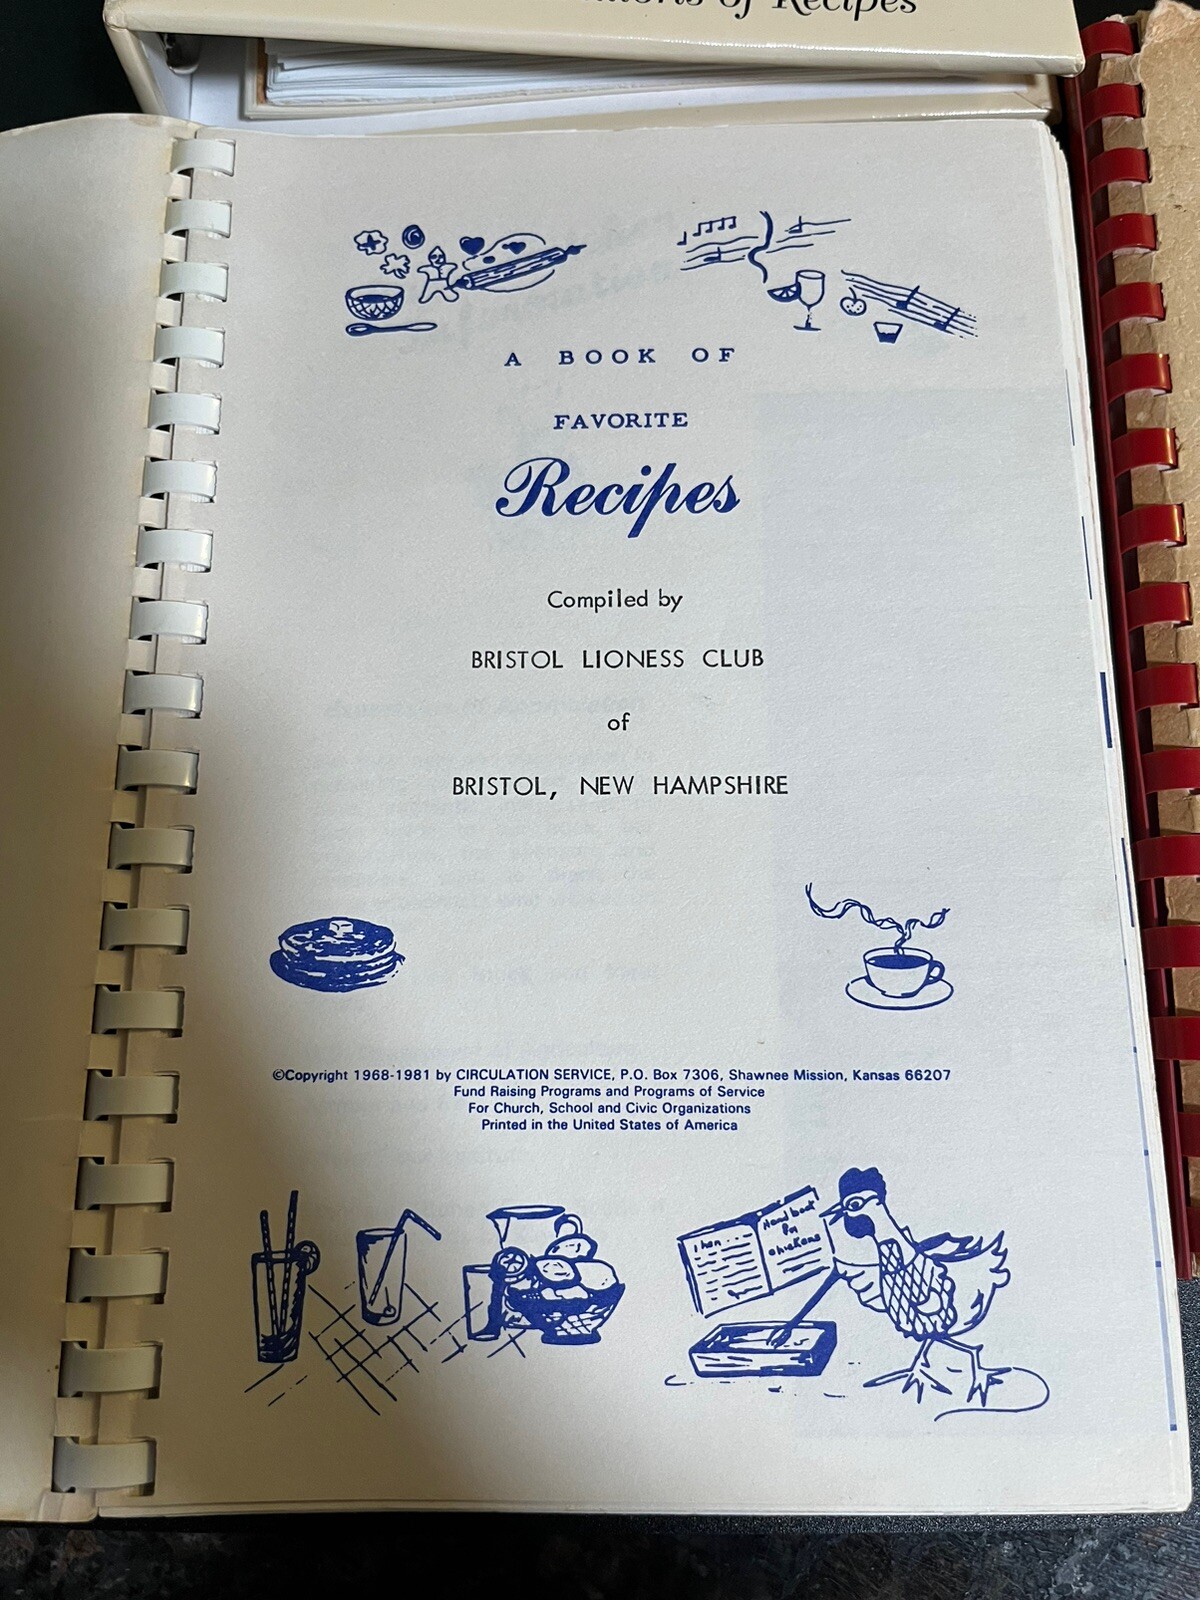 of Recipes
A BOOK OF
FAVORITE
Recipes
Compiled by
BRISTOL LIONESS CLUB
of
BRISTOL, NEW HAMPSHIRE
©Copyright 1968-1981 by CIRCULATION SERVICE, P.O. Box 7306, Shawnee Mission, Kansas 66207
Fund Raising Programs and Programs of Service
For Church, School and Civic Organizations
Printed in the United States of America
Hand book
for
chickens